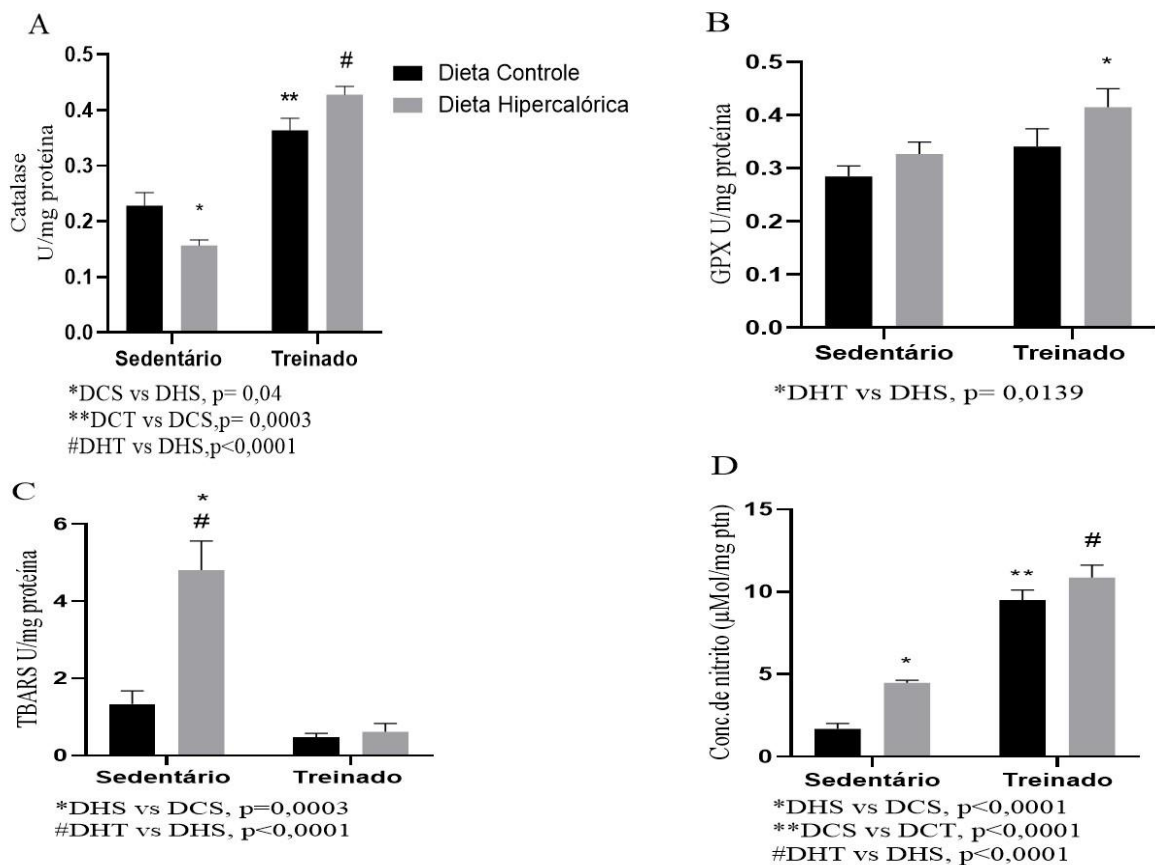 A
Catalase
U/mg proteína
0.5
0.4
0.3
0.2
0.1
0.0
*
**
#
Sedentário Treinado
Dieta Controle
Dieta Hipercalórica
*DCS vs DHS, p= 0,04
**DCT vs DCS,p= 0,0003
#DHT vs DHS,p<0,0001
B
GPX U/mg proteína
0.5
0.4
0.3
0.2
0.1
0.0
*
Sedentário Treinado
*DHT vs DHS, p= 0,0139
C
TBARS U/mg proteína
6
4
2
0
*
#
Sedentário Treinado
*DHS vs DCS, p=0,0003
#DHT vs DHS, p<0,0001
D
Conc.de nitrito (µMol/mg ptn)
15
10
5
0
*
**
#
Sedentário Treinado
*DHS vs DCS, p<0,0001
**DCS vs DCT, p<0,0001
#DHT vs DHS, p<0,0001